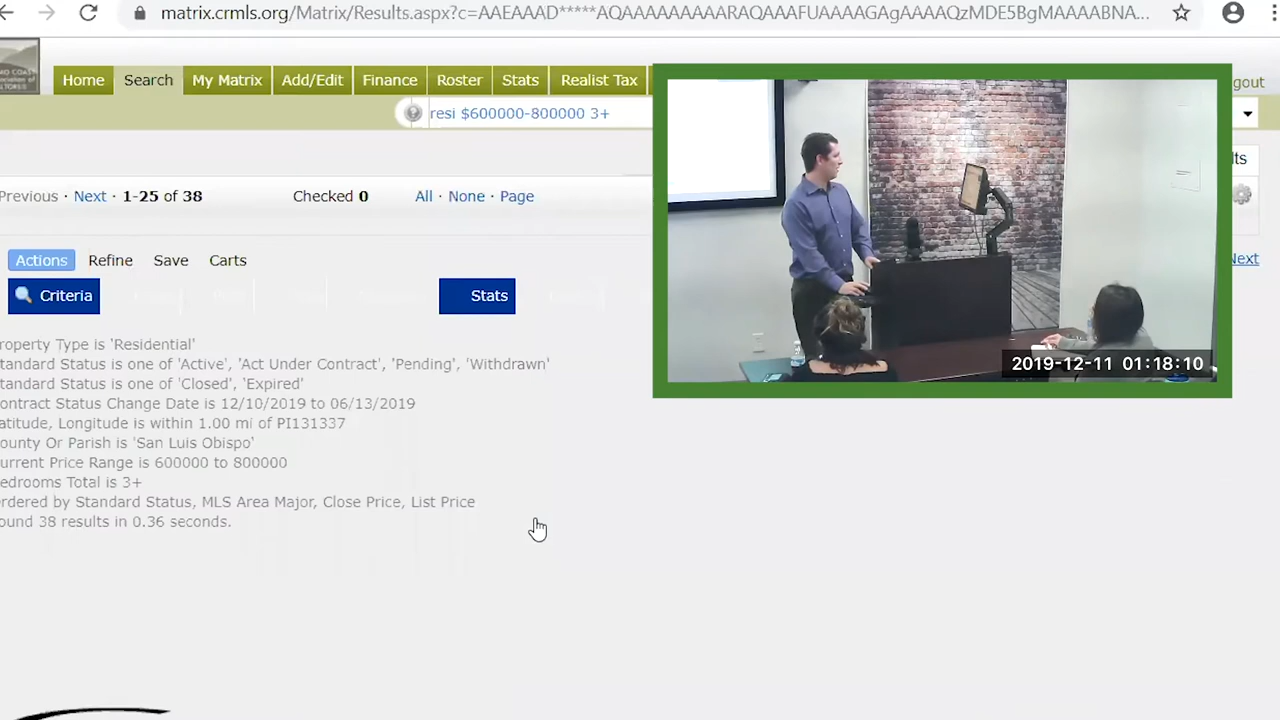 matrix.crmls.org/Matrix/Results.aspx?c=AAEAAAD*****AQAAAAAAAAARAQAAAFUAAAAGAgAAAAQzMDE5BgMAAAABNA...
Home Search My Matrix Add/Edit Finance Roster Stats Realist Tax
gout
resi $600000-800000 3+
lts
Previous · Next · 1-25 of 38 Checked 0 All · None · Page
Next
Actions Refine Save Carts
Criteria Stats
roperty Type is 'Residential'
tandard Status is one of 'Active', 'Act Under Contract', 'Pending', 'Withdrawn'
tandard Status is one of 'Closed', 'Expired'
ontract Status Change Date is 12/10/2019 to 06/13/2019
atitude, Longitude is within 1.00 mi of PI131337
ounty Or Parish is 'San Luis Obispo'
urrent Price Range is 600000 to 800000
edrooms Total is 3+
rdered by Standard Status, MLS Area Major, Close Price, List Price
ound 38 results in 0.36 seconds.
2019-12-11 01:18:10